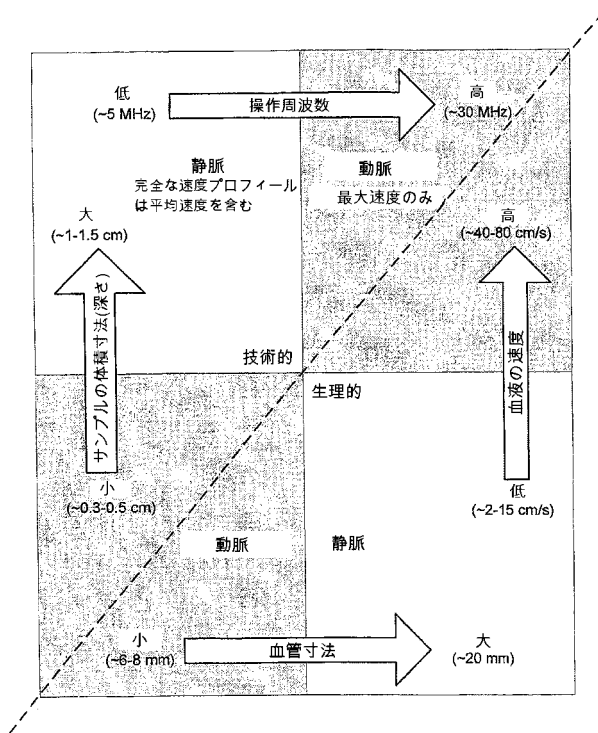 低
(~5 MHz)
操作周波数
高
(~30 MHz)
静脈
完全な速度プロフィール
は平均速度を含む
動脈
最大速度のみ
大
(~1-1.5 cm)
高
(~40-80 cm/s)
サンプルの体積寸法(深さ)
血液の速度
技術的
生理的
小
(~0.3-0.5 cm)
低
(~2-15 cm/s)
動脈
静脈
小
(~6-8 mm)
血管寸法
大
(~20 mm)